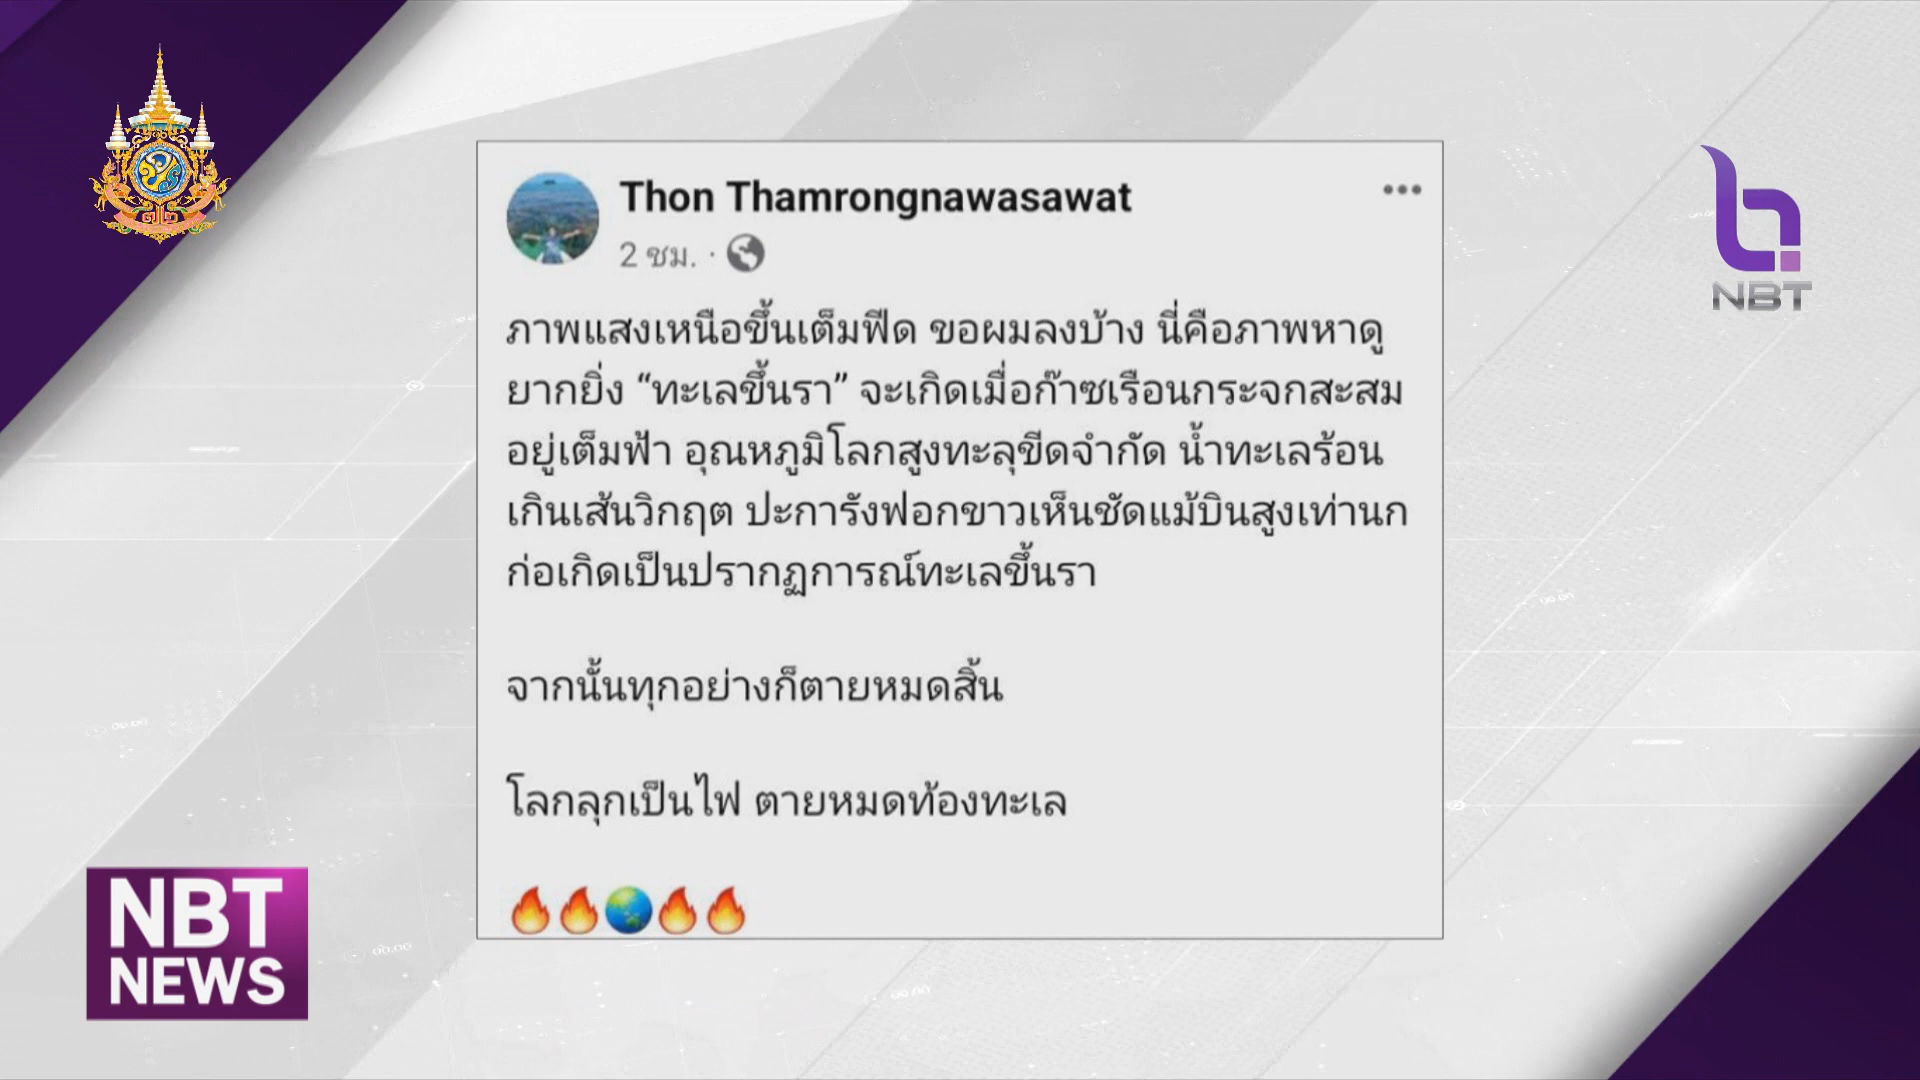 Thon Thamrongnawasawat
2 ชม. ·
ภาพแสงเหนือขึ้นเต็มฟีด ขอผมลงบ้าง นี่คือภาพหาดู
ยากยิ่ง “ทะเลขึ้นรา” จะเกิดเมื่อก๊าซเรือนกระจกสะสม
อยู่เต็มฟ้า อุณหภูมิโลกสูงทะลุขีดจำกัด น้ำทะเลร้อน
เกินเส้นวิกฤต ปะการังฟอกขาวเห็นชัดแม้บินสูงเท่านก
ก่อเกิดเป็นปรากฏการณ์ทะเลขึ้นรา
จากนั้นทุกอย่างก็ตายหมดสิ้น
โลกลุกเป็นไฟ ตายหมดท้องทะเล
🔥🔥🌏🔥🔥
NBT
NBT
NEWS